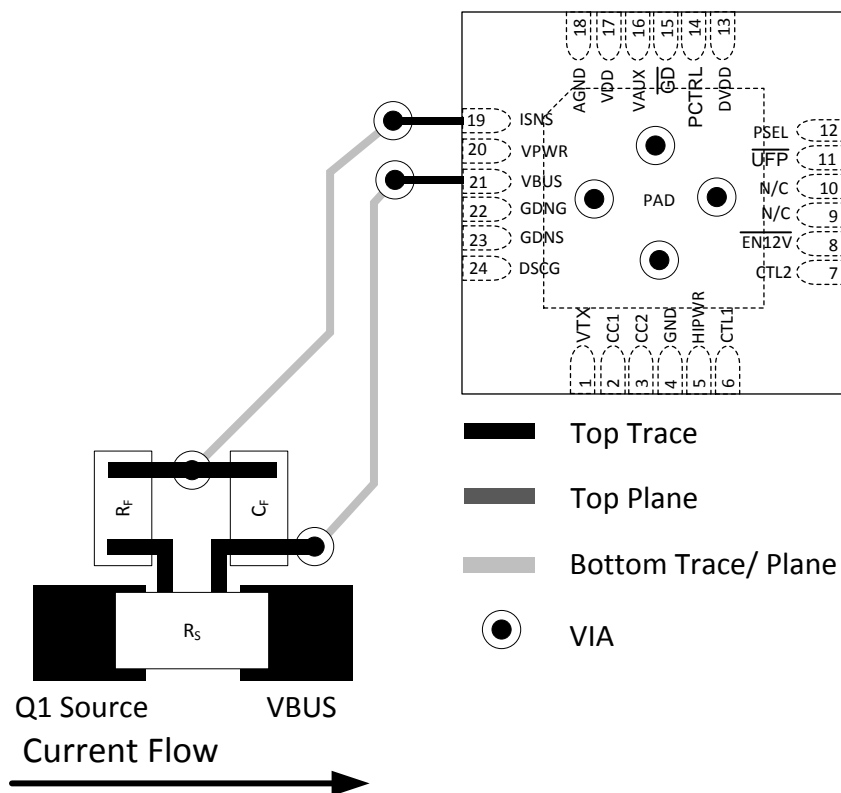 18 17 16 15 14 13
AGND VDD VAUX GD PCTRL DVDD
19 ISNS
20 VPWR
21 VBUS
22 GDNG
23 GDNS
24 DSCG
PAD
PSEL 12
UFP 11
N/C 10
N/C 9
EN12V 8
CTL2 7
VTX CC1 CC2 GND HIPWR CTL1
1 2 3 4 5 6
Top Trace
Top Plane
Bottom Trace/ Plane
VIA
RF CF
RS
Q1 Source VBUS
Current Flow